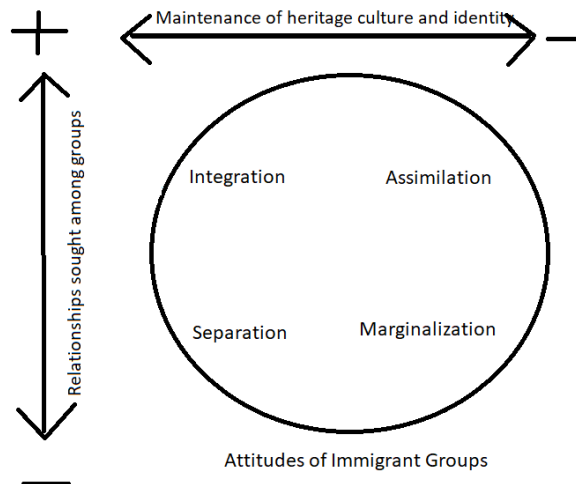 Maintenance of heritage culture and identity
Relationships sought among groups
Integration
Assimilation
Separation
Marginalization
Attitudes of Immigrant Groups